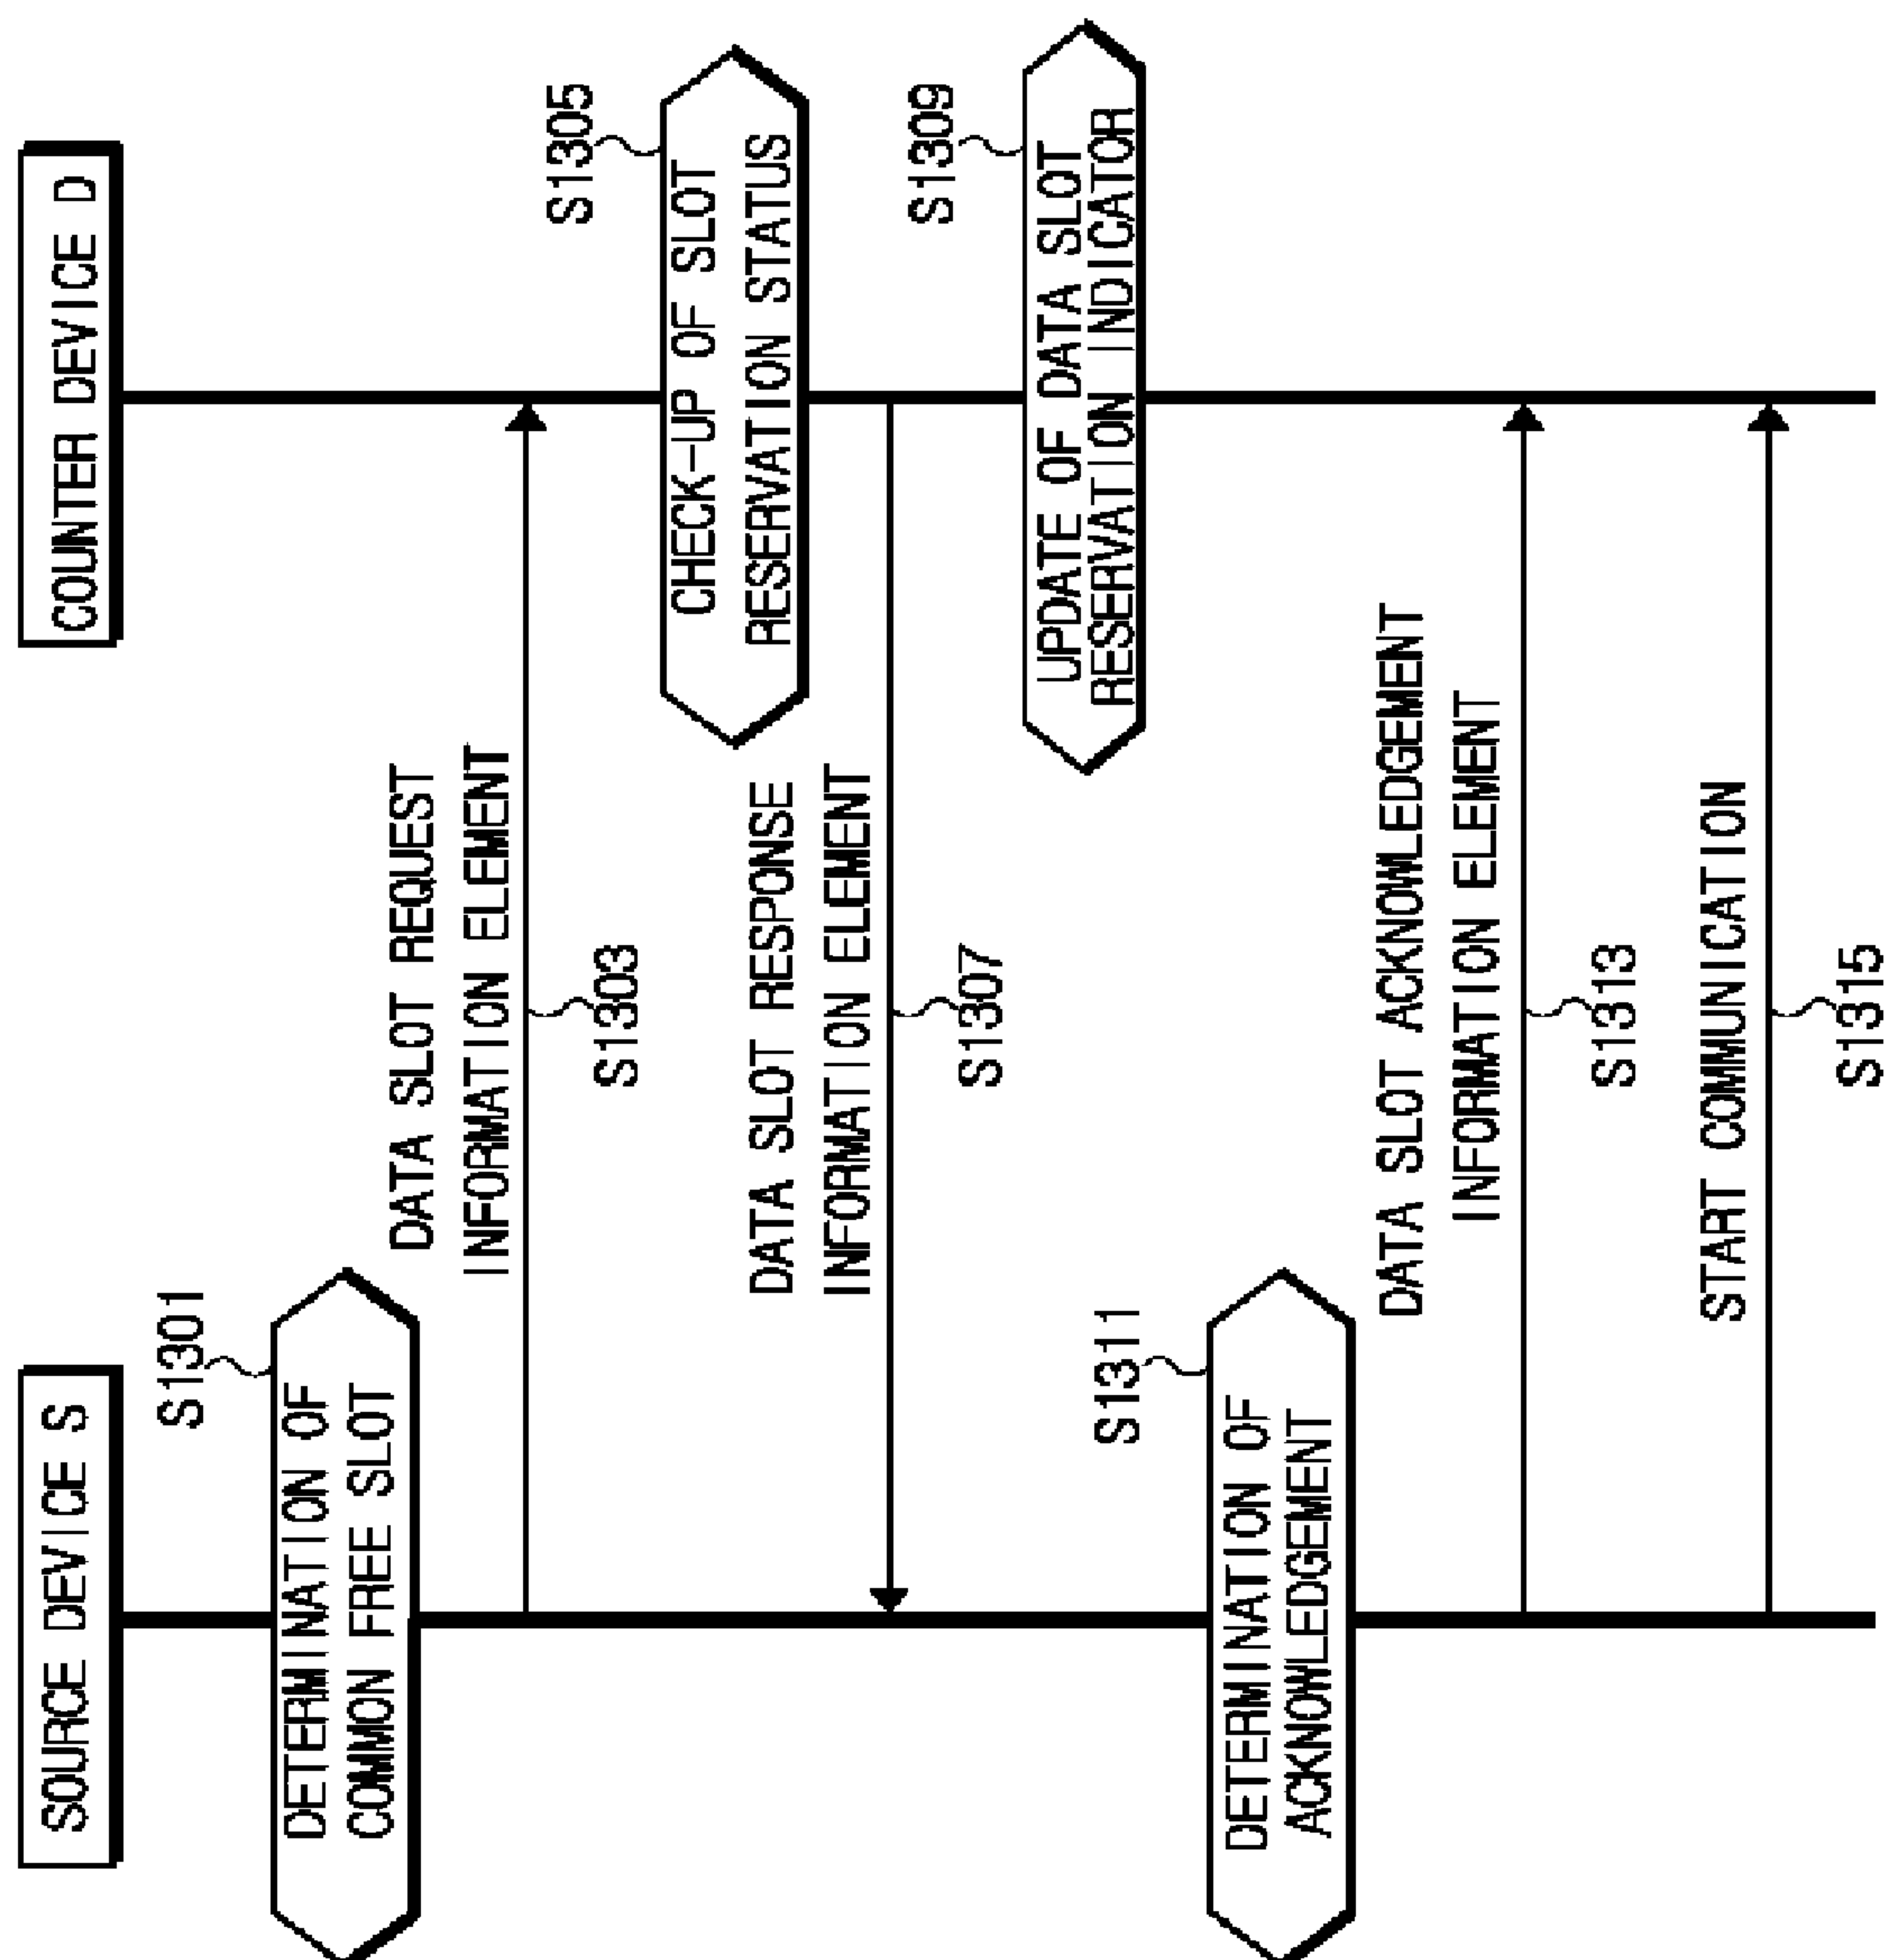 SOURCE DEVICE S
COUNTER DEVICE D
S1301
DETERMINATION OF
COMMON FREE SLOT
DATA SLOT REQUEST
INFORMATION ELEMENT
S1303
S1305
CHECK-UP OF SLOT
RESERVATION STATUS
DATA SLOT RESPONSE
INFORMATION ELEMENT
S1307
S1309
UPDATE OF DATA SLOT
RESERVATION INDICATOR
S1311
DETERMINATION OF
ACKNOWLEDGEMENT
DATA SLOT ACKNOWLEDGEMENT
INFORMATION ELEMENT
S1313
START COMMUNICATION
S1315